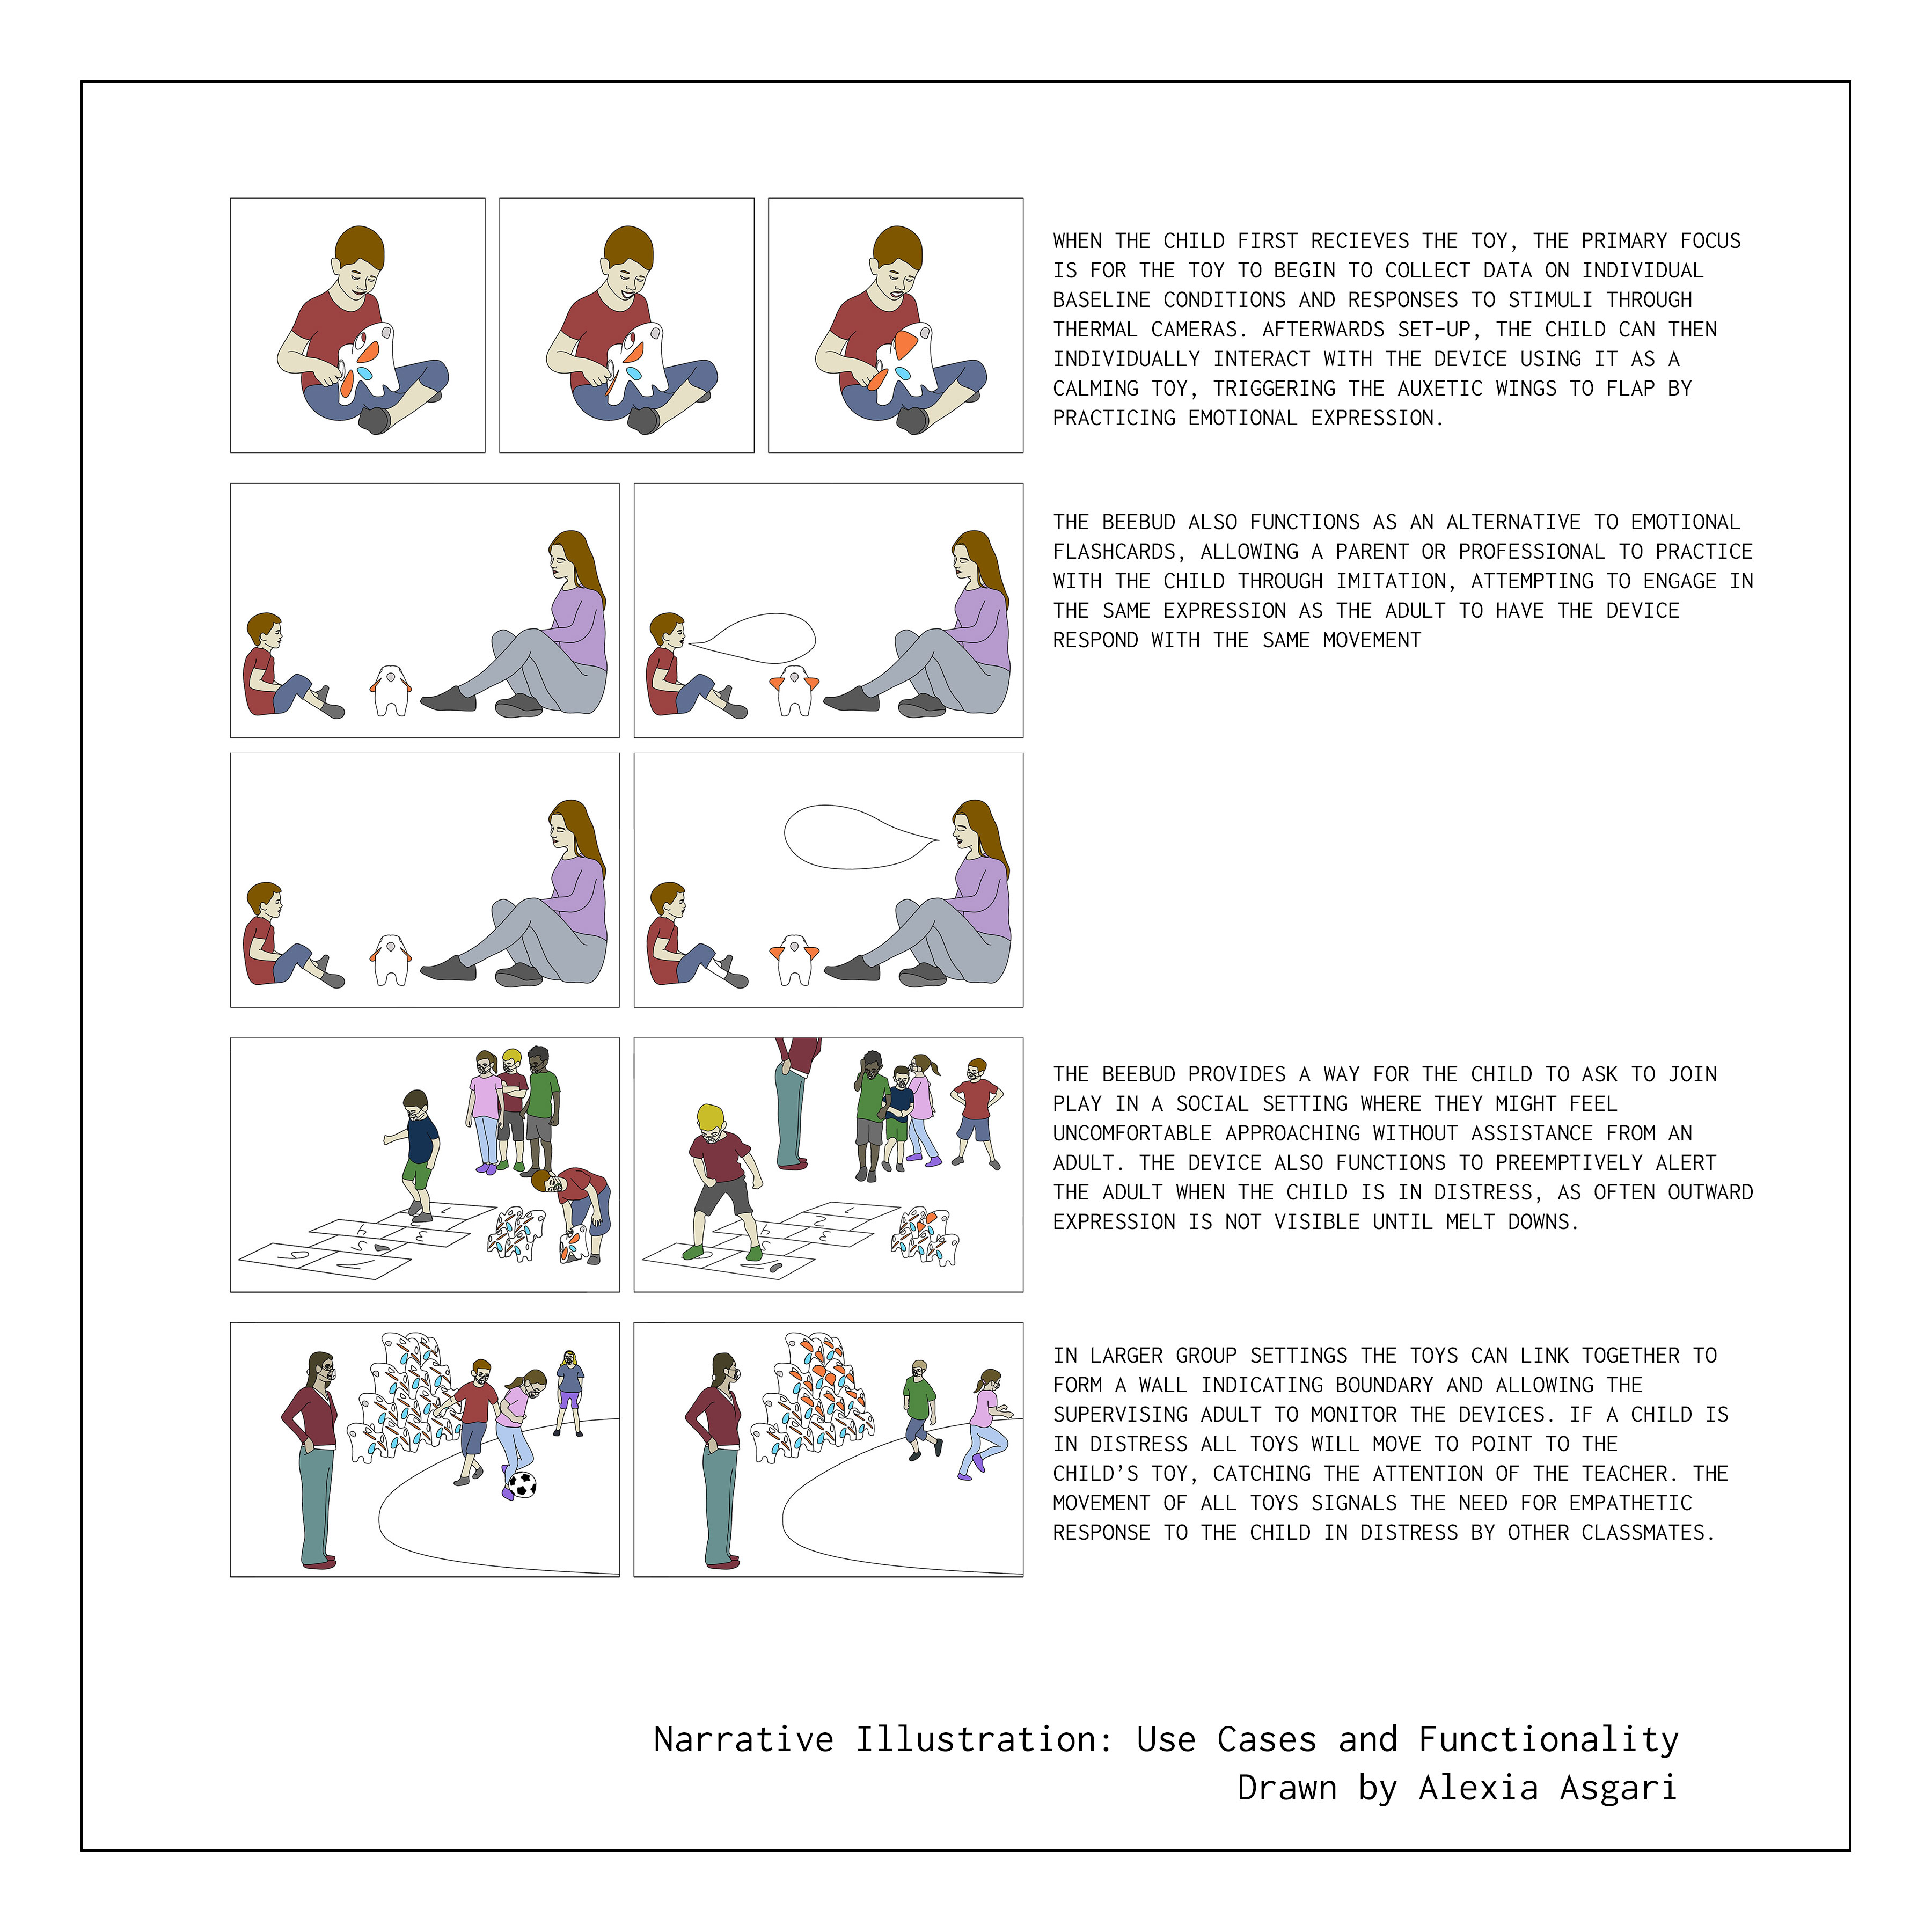 WHEN THE CHILD FIRST RECIEVES THE TOY, THE PRIMARY FOCUS
IS FOR THE TOY TO BEGIN TO COLLECT DATA ON INDIVIDUAL
BASELINE CONDITIONS AND RESPONSES TO STIMULI THROUGH
THERMAL CAMERAS. AFTERWARDS SET-UP, THE CHILD CAN THEN
INDIVIDUALLY INTERACT WITH THE DEVICE USING IT AS A
CALMING TOY, TRIGGERING THE AUXETIC WINGS TO FLAP BY
PRACTICING EMOTIONAL EXPRESSION.
THE BEEBUD ALSO FUNCTIONS AS AN ALTERNATIVE TO EMOTIONAL
FLASHCARDS, ALLOWING A PARENT OR PROFESSIONAL TO PRACTICE
WITH THE CHILD THROUGH IMITATION, ATTEMPTING TO ENGAGE IN
THE SAME EXPRESSION AS THE ADULT TO HAVE THE DEVICE
RESPOND WITH THE SAME MOVEMENT
THE BEEBUD PROVIDES A WAY FOR THE CHILD TO ASK TO JOIN
PLAY IN A SOCIAL SETTING WHERE THEY MIGHT FEEL
UNCOMFORTABLE APPROACHING WITHOUT ASSISTANCE FROM AN
ADULT. THE DEVICE ALSO FUNCTIONS TO PREEMPTIVELY ALERT
THE ADULT WHEN THE CHILD IS IN DISTRESS, AS OFTEN OUTWARD
EXPRESSION IS NOT VISIBLE UNTIL MELT DOWNS.
IN LARGER GROUP SETTINGS THE TOYS CAN LINK TOGETHER TO
FORM A WALL INDICATING BOUNDARY AND ALLOWING THE
SUPERVISING ADULT TO MONITOR THE DEVICES. IF A CHILD IS
IN DISTRESS ALL TOYS WILL MOVE TO POINT TO THE
CHILD'S TOY, CATCHING THE ATTENTION OF THE TEACHER. THE
MOVEMENT OF ALL TOYS SIGNALS THE NEED FOR EMPATHETIC
RESPONSE TO THE CHILD IN DISTRESS BY OTHER CLASSMATES.
Narrative Illustration: Use Cases and Functionality
Drawn by Alexia Asgari